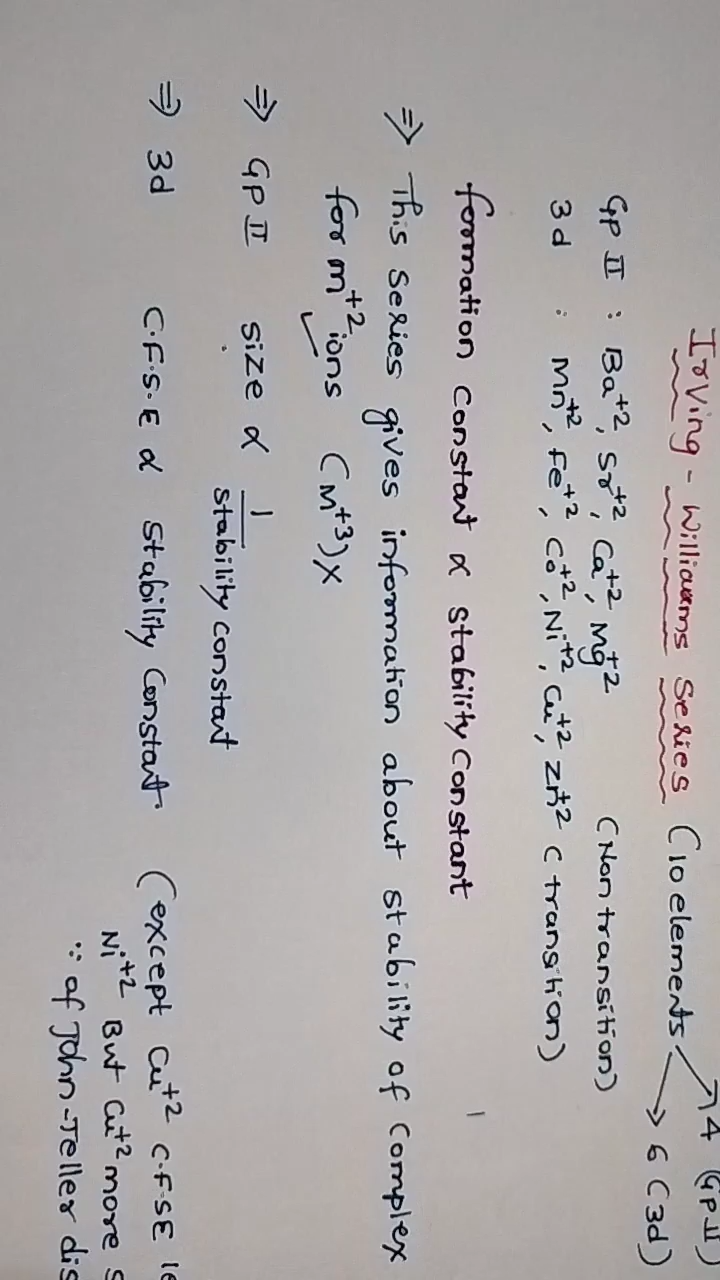 Irving - Williams Series (10 elements → 4 (GP II)
→ 6 (3d)
GP II : Ba+2, Sr+2, Ca+2, Mg+2 (Non transition)
3d : Mn+2, Fe+2, Co+2, Ni+2, Cu+2, Zn+2 (transition)
formation Constant α stability Constant
⇒ This series gives information about stability of Complex
for M+2 ions (M+3)x
⇒ GP II size α 1/stability constant
⇒ 3d C.F.S.E α stability Constant. (except Cu+2 C.F.SE
Ni+2 But Cu+2 more
∵ of John-Teller